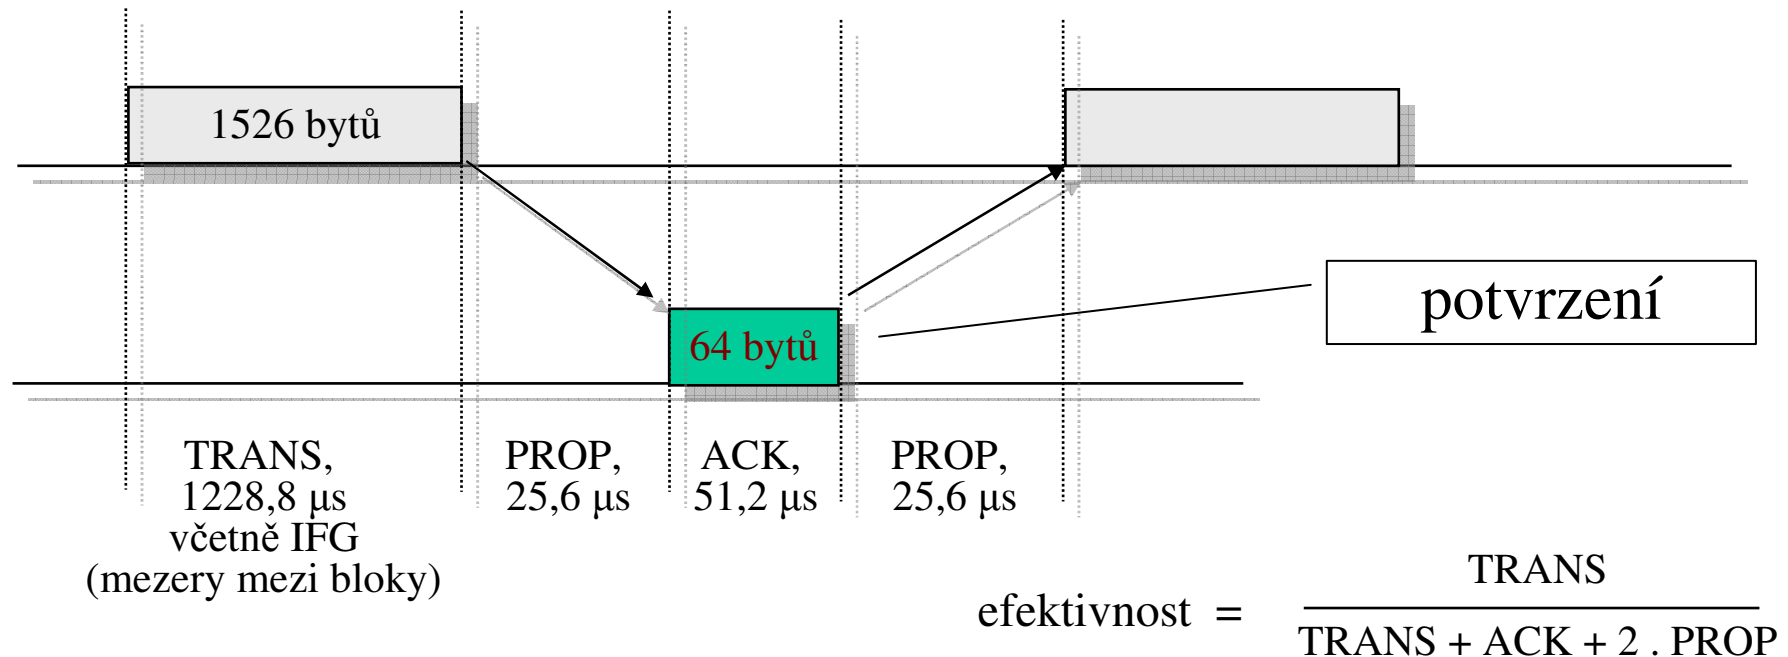 1526 bytů
potvrzení
64 bytů
TRANS,
1228,8 μs
včetně IFG
(mezery mezi bloky)
PROP,
25,6 μs
ACK,
51,2 μs
PROP,
25,6 μs
efektivnost =
TRANS
TRANS + ACK + 2 . PROP